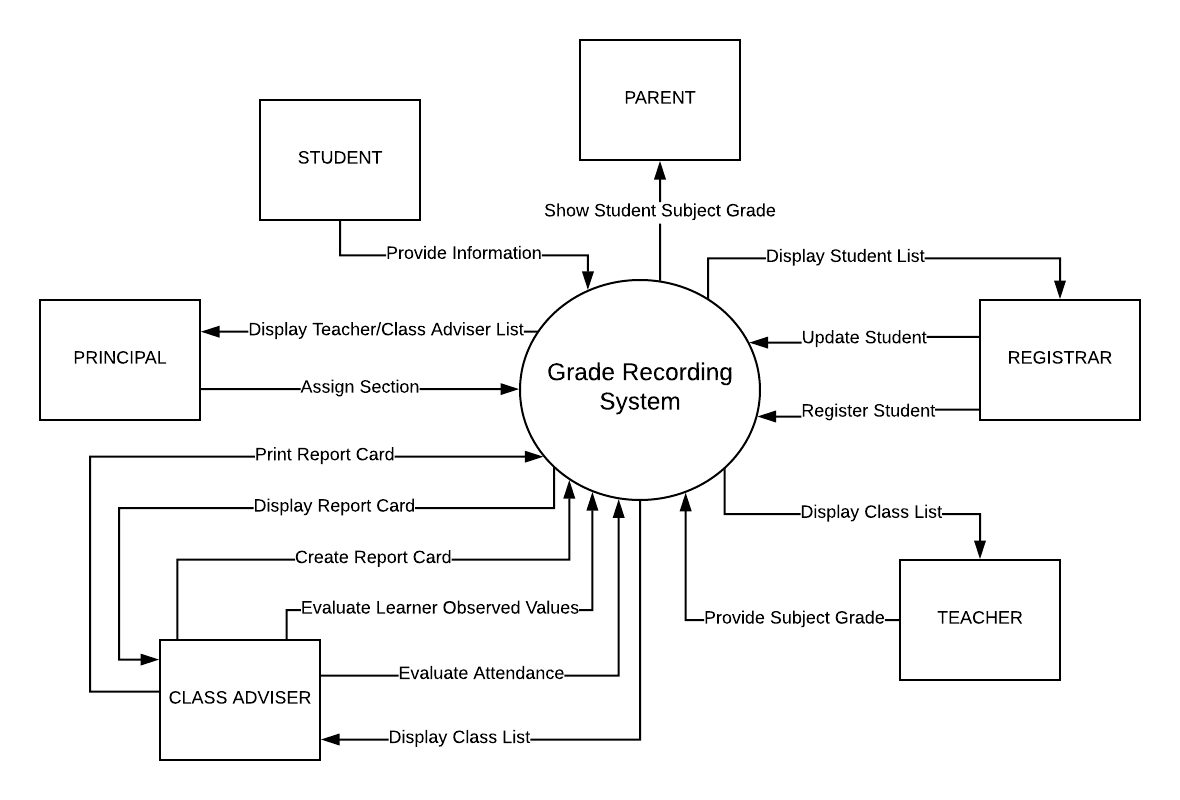 PARENT
STUDENT
Show Student Subject Grade
Provide Information
Display Student List
Display Teacher/Class Adviser List
Update Student
PRINCIPAL
REGISTRAR
Grade Recording
System
Assign Section
Register Student
Print Report Card
Display Report Card
Display Class List
Create Report Card
Evaluate Learner Observed Values
Provide Subject Grade
TEACHER
Evaluate Attendance
CLASS ADVISER
Display Class List